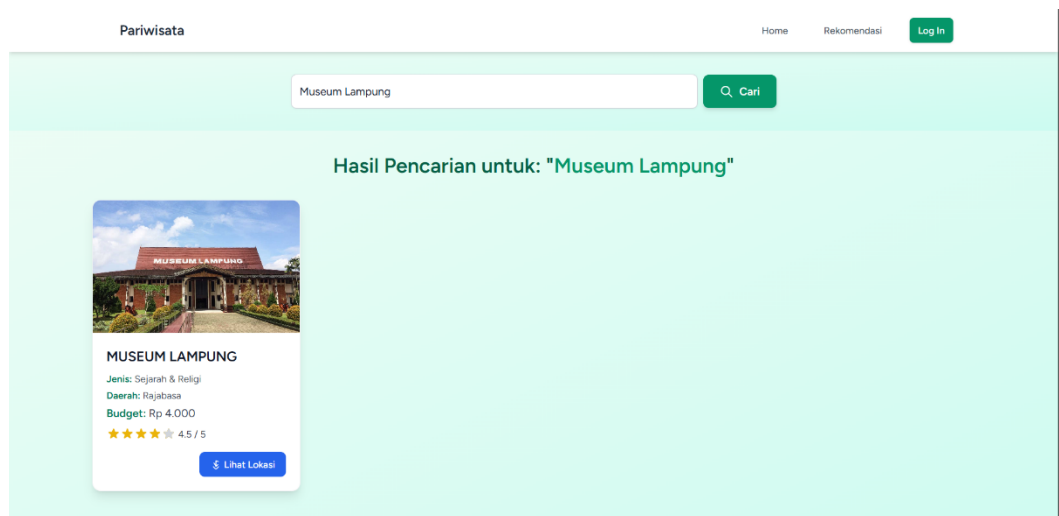 Pariwisata
Home
Rekomendasi
Log In
Museum Lampung
Cari
Hasil Pencarian untuk: "Museum Lampung"
MUSEUM LAMPUNG
MUSEUM LAMPUNG
Jenis: Sejarah & Religi
Daerah: Rajabasa
Budget: Rp 4.000
4.5 / 5
Lihat Lokasi